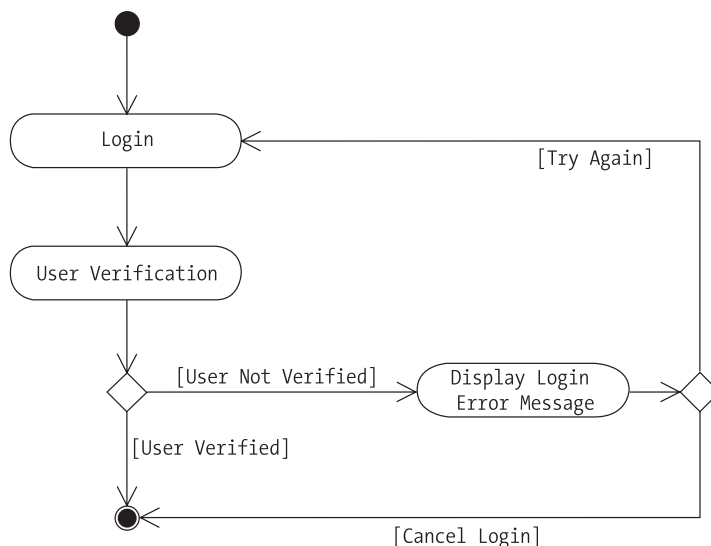 Login
[Try Again]
User Verification
[User Not Verified]
Display Login
Error Message
[User Verified]
[Cancel Login]